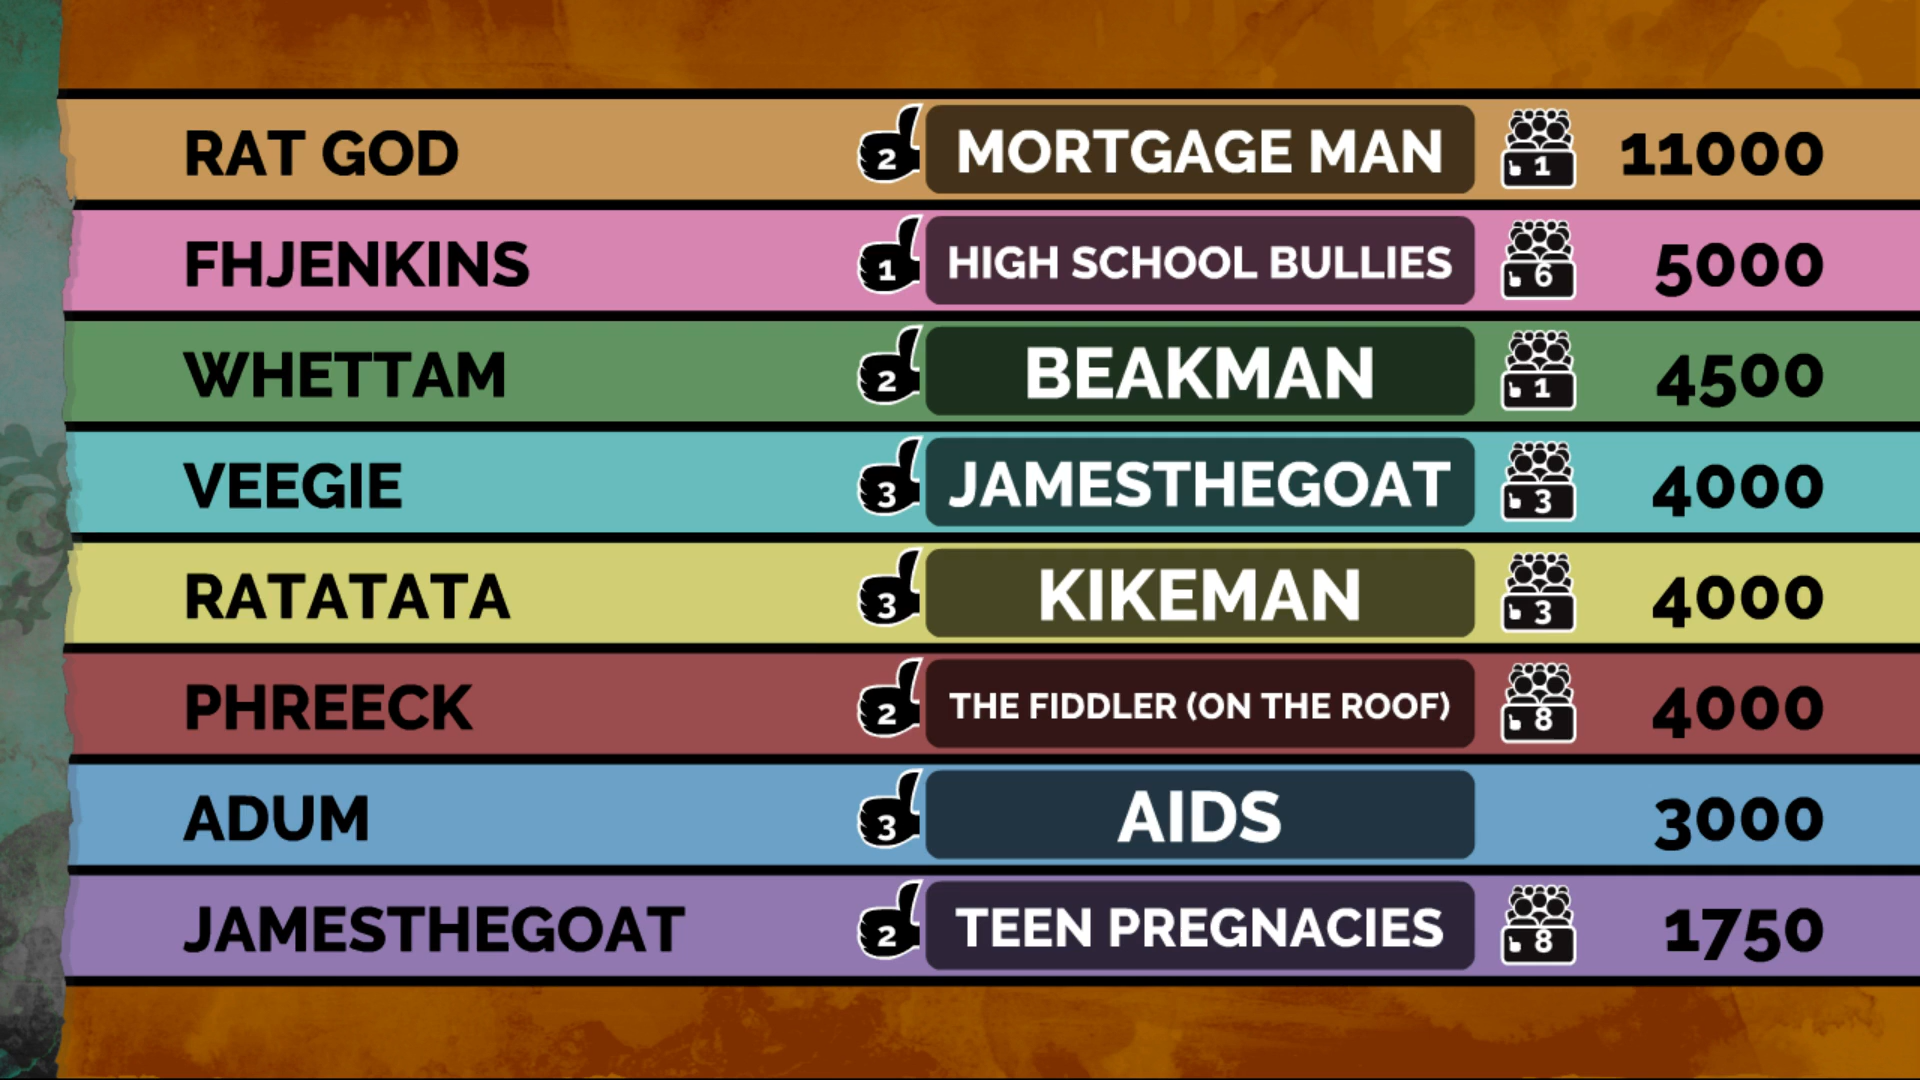 RAT GOD 2 MORTGAGE MAN 1 11000
FHJENKINS 1 HIGH SCHOOL BULLIES 6 5000
WHETTAM 2 BEAKMAN 1 4500
VEEGIE 3 JAMESTHEGOAT 3 4000
RATATATA 3 KIKEMAN 3 4000
PHREECK 2 THE FIDDLER (ON THE ROOF) 8 4000
ADUM 3 AIDS 3000
JAMESTHEGOAT 2 TEEN PREGNACIES 8 1750